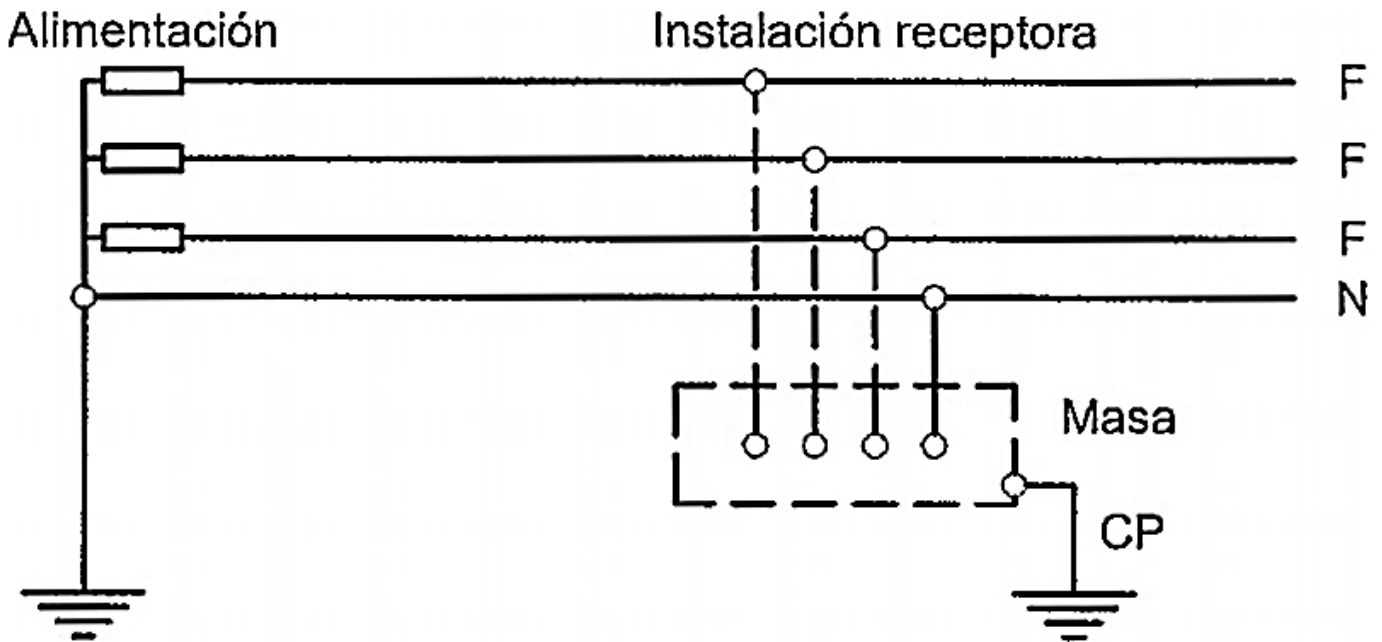 Alimentación
Instalación receptora
F
F
F
N
Masa
CP